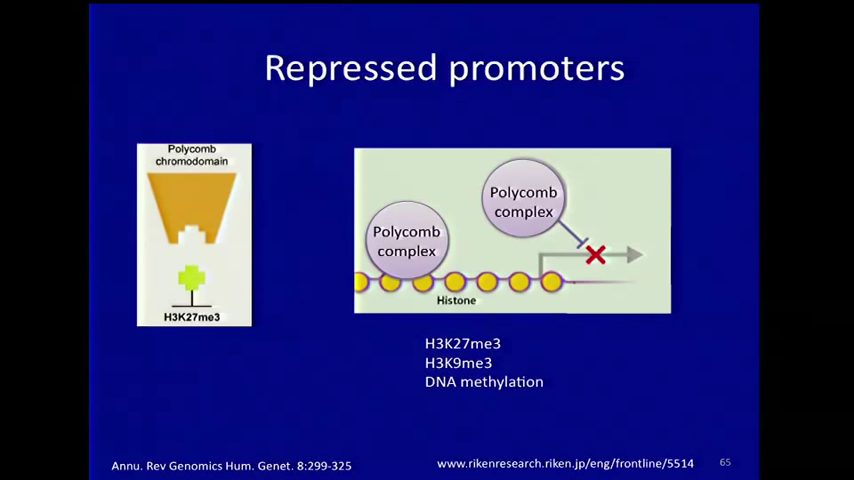 Repressed promoters
Polycomb
chromodomain
H3K27me3
Polycomb
complex
Polycomb
complex
Histone
H3K27me3
H3K9me3
DNA methylation
Annu. Rev Genomics Hum. Genet. 8:299-325
www.rikenresearch.riken.jp/eng/frontline/5514
65